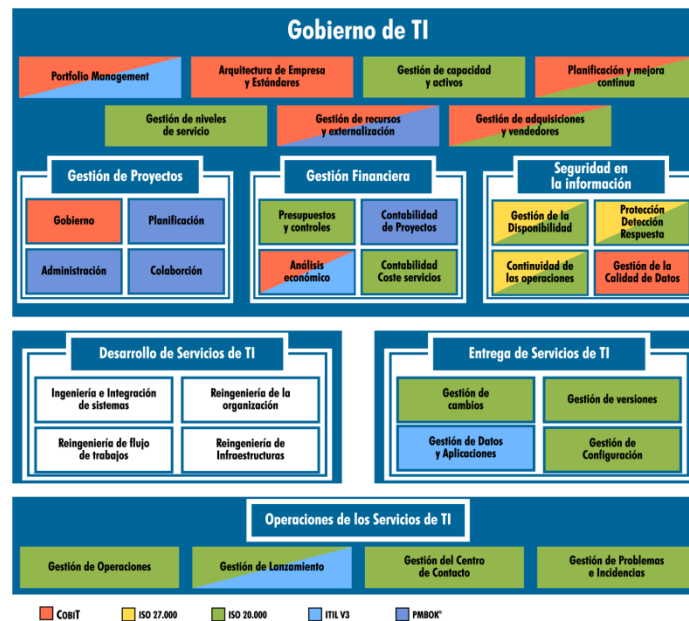 Gobierno de TI
Portfolio Management
Arquitectura de Empresa
y Estándares
Gestión de capacidad
y activos
Planificación y mejora
continua
Gestión de niveles
de servicio
Gestión de recursos
y externalización
Gestión de adquisiciones
y vendedores
Gestión de Proyectos
Gobierno
Planificación
Administración
Colaborción
Gestión Financiera
Presupuestos
y controles
Contabilidad
de Proyectos
Análisis
económico
Contabilidad
Coste servicios
Seguridad en
la información
Gestión de la
Disponibilidad
Protección
Detección
Respuesta
Continuidad de
las operaciones
Gestión de la
Calidad de Datos
Desarrollo de Servicios de TI
Ingeniería e Integración
de sistemas
Reingeniería de la
organización
Reingeniería de flujo
de trabajos
Reingeniería de
Infraestructuras
Entrega de Servicios de TI
Gestión de
cambios
Gestión de versiones
Gestión de Datos
y Aplicaciones
Gestión de
Configuración
Operaciones de los Servicios de TI
Gestión de Operaciones
Gestión de Lanzamiento
Gestión del Centro
de Contacto
Gestión de Problemas
e Incidencias
COBIT
ISO 27.000
ISO 20.000
ITIL V3
PMBOK®